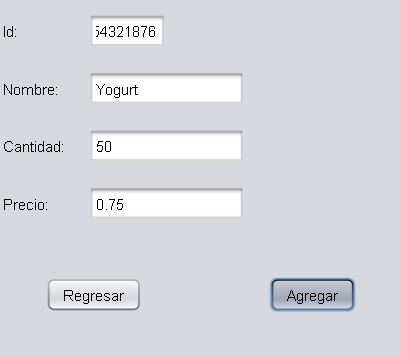 Id: 54321876
Nombre: Yogurt
Cantidad: 50
Precio: 0.75
Regresar Agregar